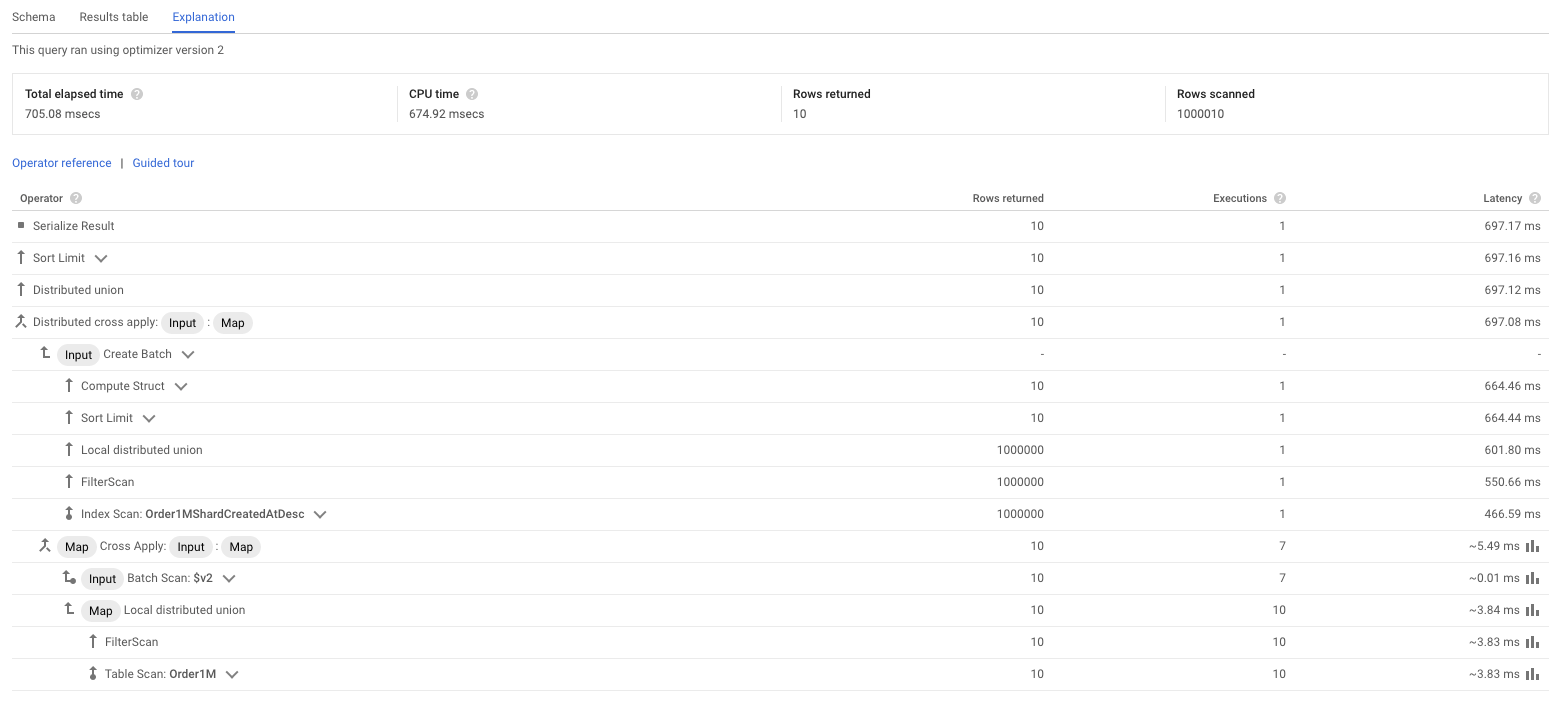 Schema Results table Explanation
This query ran using optimizer version 2
Total elapsed time ? CPU time ? Rows returned Rows scanned
705.08 msecs 674.92 msecs 10 1000010
Operator reference | Guided tour
Operator ? Rows returned Executions ? Latency ?
Serialize Result 10 1 697.17 ms
Sort Limit 10 1 697.16 ms
Distributed union 10 1 697.12 ms
Distributed cross apply: Input : Map 10 1 697.08 ms
Input Create Batch - - -
Compute Struct 10 1 664.46 ms
Sort Limit 10 1 664.44 ms
Local distributed union 1000000 1 601.80 ms
FilterScan 1000000 1 550.66 ms
Index Scan: Order1MShardCreatedAtDesc 1000000 1 466.59 ms
Map Cross Apply: Input : Map 10 7 ~5.49 ms
Input Batch Scan: $v2 10 7 ~0.01 ms
Map Local distributed union 10 10 ~3.84 ms
FilterScan 10 10 ~3.83 ms
Table Scan: Order1M 10 10 ~3.83 ms